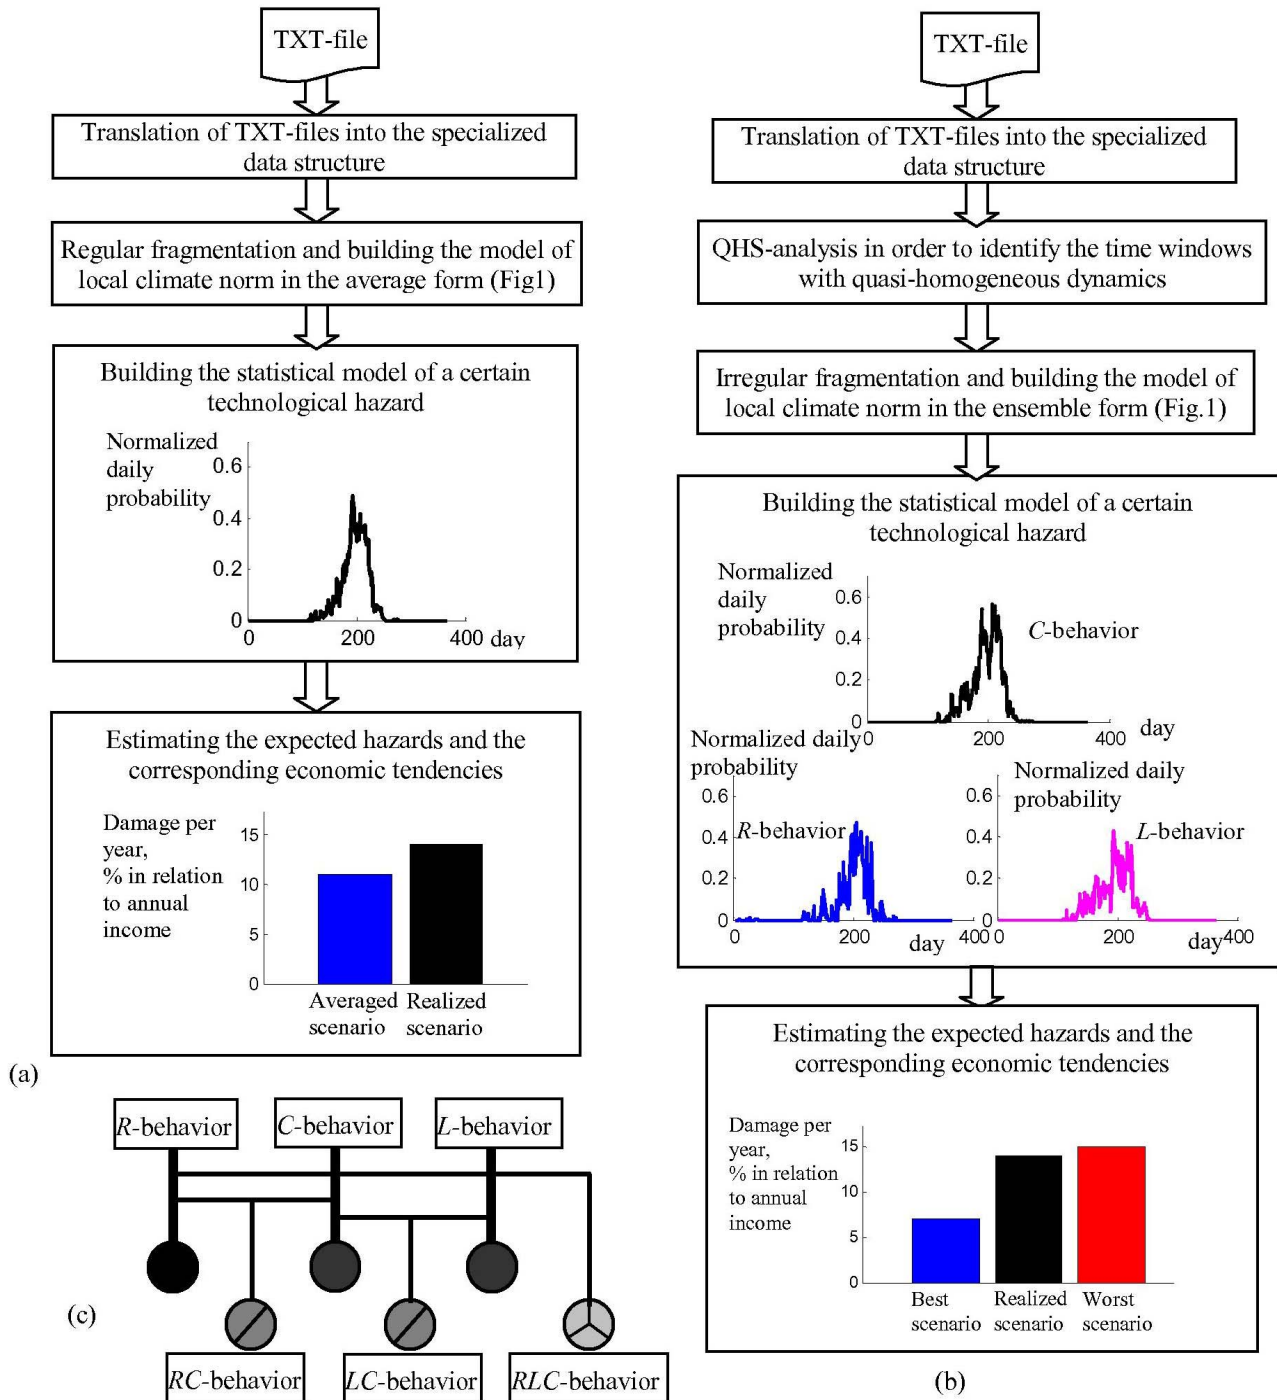 TXT-file
Translation of TXT-files into the specialized
data structure
Regular fragmentation and building the model of
local climate norm in the average form (Fig1)
Building the statistical model of a certain
technological hazard
Normalized
daily
probability
0.6
0.4
0.2
0
0
200
400
day
Estimating the expected hazards and the
corresponding economic tendencies
Damage per
year,
% in relation
to annual
income
15
10
5
0
Averaged
scenario
Realized
scenario
(a)
TXT-file
Translation of TXT-files into the specialized
data structure
QHS-analysis in order to identify the time windows
with quasi-homogeneous dynamics
Irregular fragmentation and building the model of
local climate norm in the ensemble form (Fig.1)
Building the statistical model of a certain
technological hazard
Normalized
daily
probability
0.6
0.4
0.2
0
0
200
400
day
C-behavior
Normalized daily
probability
0.6
0.4
0.2
0
0
200
400
day
R-behavior
Normalized daily
probability
0.6
0.4
0.2
0
0
200
400
day
L-behavior
Estimating the expected hazards and the
corresponding economic tendencies
Damage per
year,
% in relation
to annual
income
15
10
5
0
Best
scenario
Realized
scenario
Worst
scenario
(b)
R-behavior
C-behavior
L-behavior
(c)
RC-behavior
LC-behavior
RLC-behavior